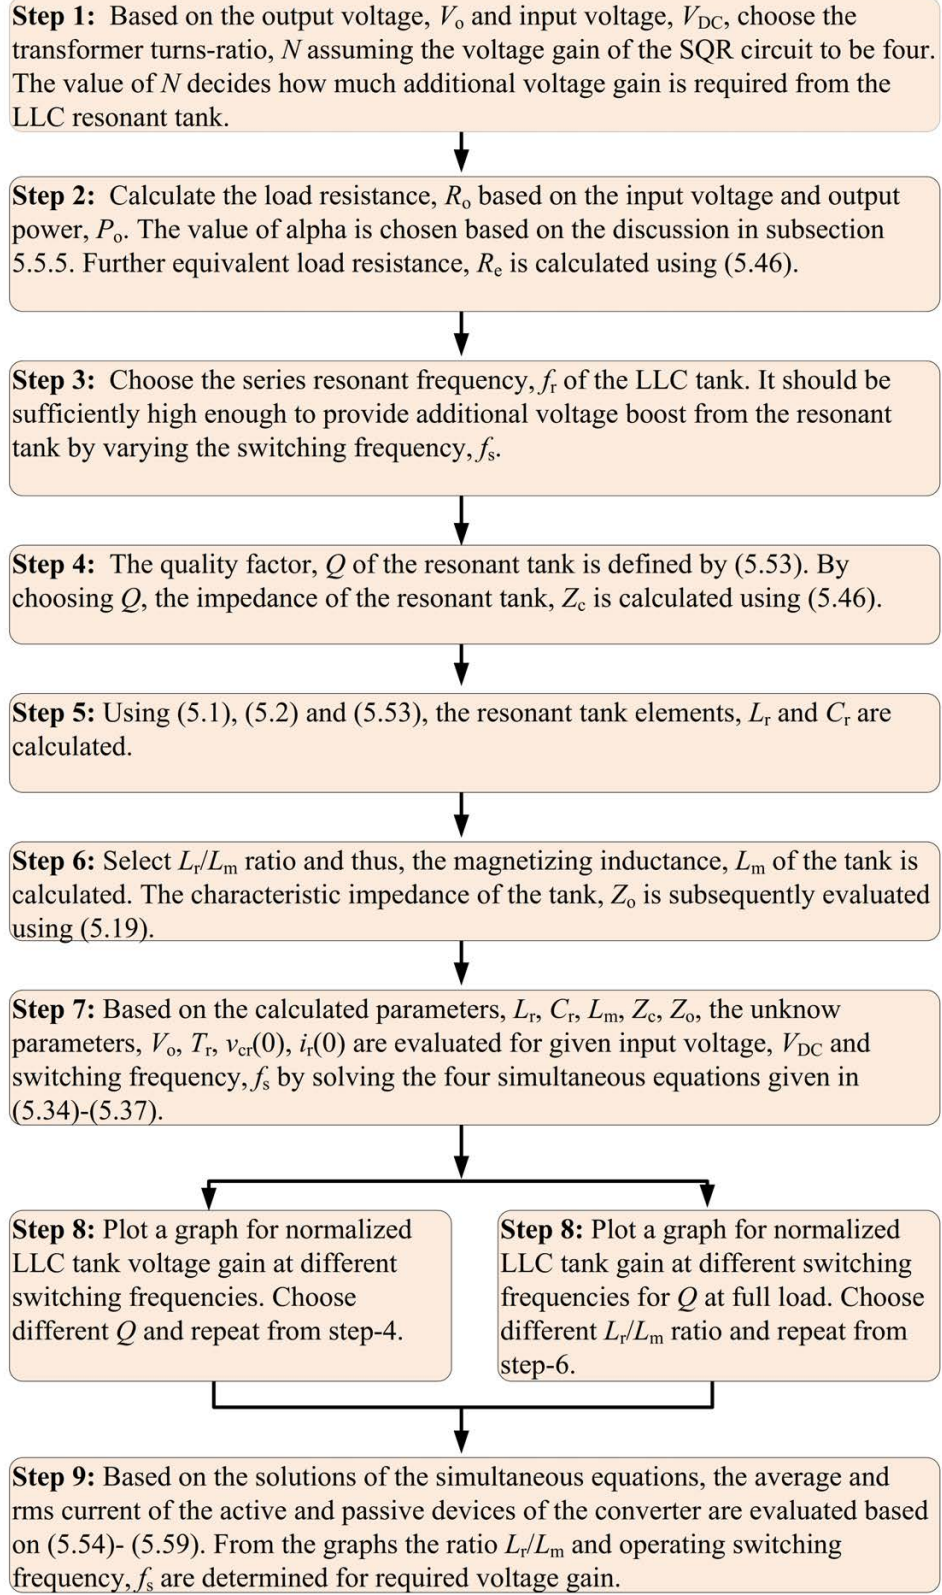 Step 1: Based on the output voltage, Vo and input voltage, VDC, choose the
transformer turns-ratio, N assuming the voltage gain of the SQR circuit to be four.
The value of N decides how much additional voltage gain is required from the
LLC resonant tank.
Step 2: Calculate the load resistance, Ro based on the input voltage and output
power, Po. The value of alpha is chosen based on the discussion in subsection
5.5.5. Further equivalent load resistance, Re is calculated using (5.46).
Step 3: Choose the series resonant frequency, fr of the LLC tank. It should be
sufficiently high enough to provide additional voltage boost from the resonant
tank by varying the switching frequency, fs.
Step 4: The quality factor, Q of the resonant tank is defined by (5.53). By
choosing Q, the impedance of the resonant tank, Zc is calculated using (5.46).
Step 5: Using (5.1), (5.2) and (5.53), the resonant tank elements, Lr and Cr are
calculated.
Step 6: Select Lr/Lm ratio and thus, the magnetizing inductance, Lm of the tank is
calculated. The characteristic impedance of the tank, Zo is subsequently evaluated
using (5.19).
Step 7: Based on the calculated parameters, Lr, Cr, Lm, Zc, Zo, the unknow
parameters, Vo, Tr, vcr(0), ir(0) are evaluated for given input voltage, VDC and
switching frequency, fs by solving the four simultaneous equations given in
(5.34)-(5.37).
Step 8: Plot a graph for normalized
LLC tank voltage gain at different
switching frequencies. Choose
different Q and repeat from step-4.
Step 8: Plot a graph for normalized
LLC tank gain at different switching
frequencies for Q at full load. Choose
different Lr/Lm ratio and repeat from
step-6.
Step 9: Based on the solutions of the simultaneous equations, the average and
rms current of the active and passive devices of the converter are evaluated based
on (5.54)- (5.59). From the graphs the ratio Lr/Lm and operating switching
frequency, fs are determined for required voltage gain.